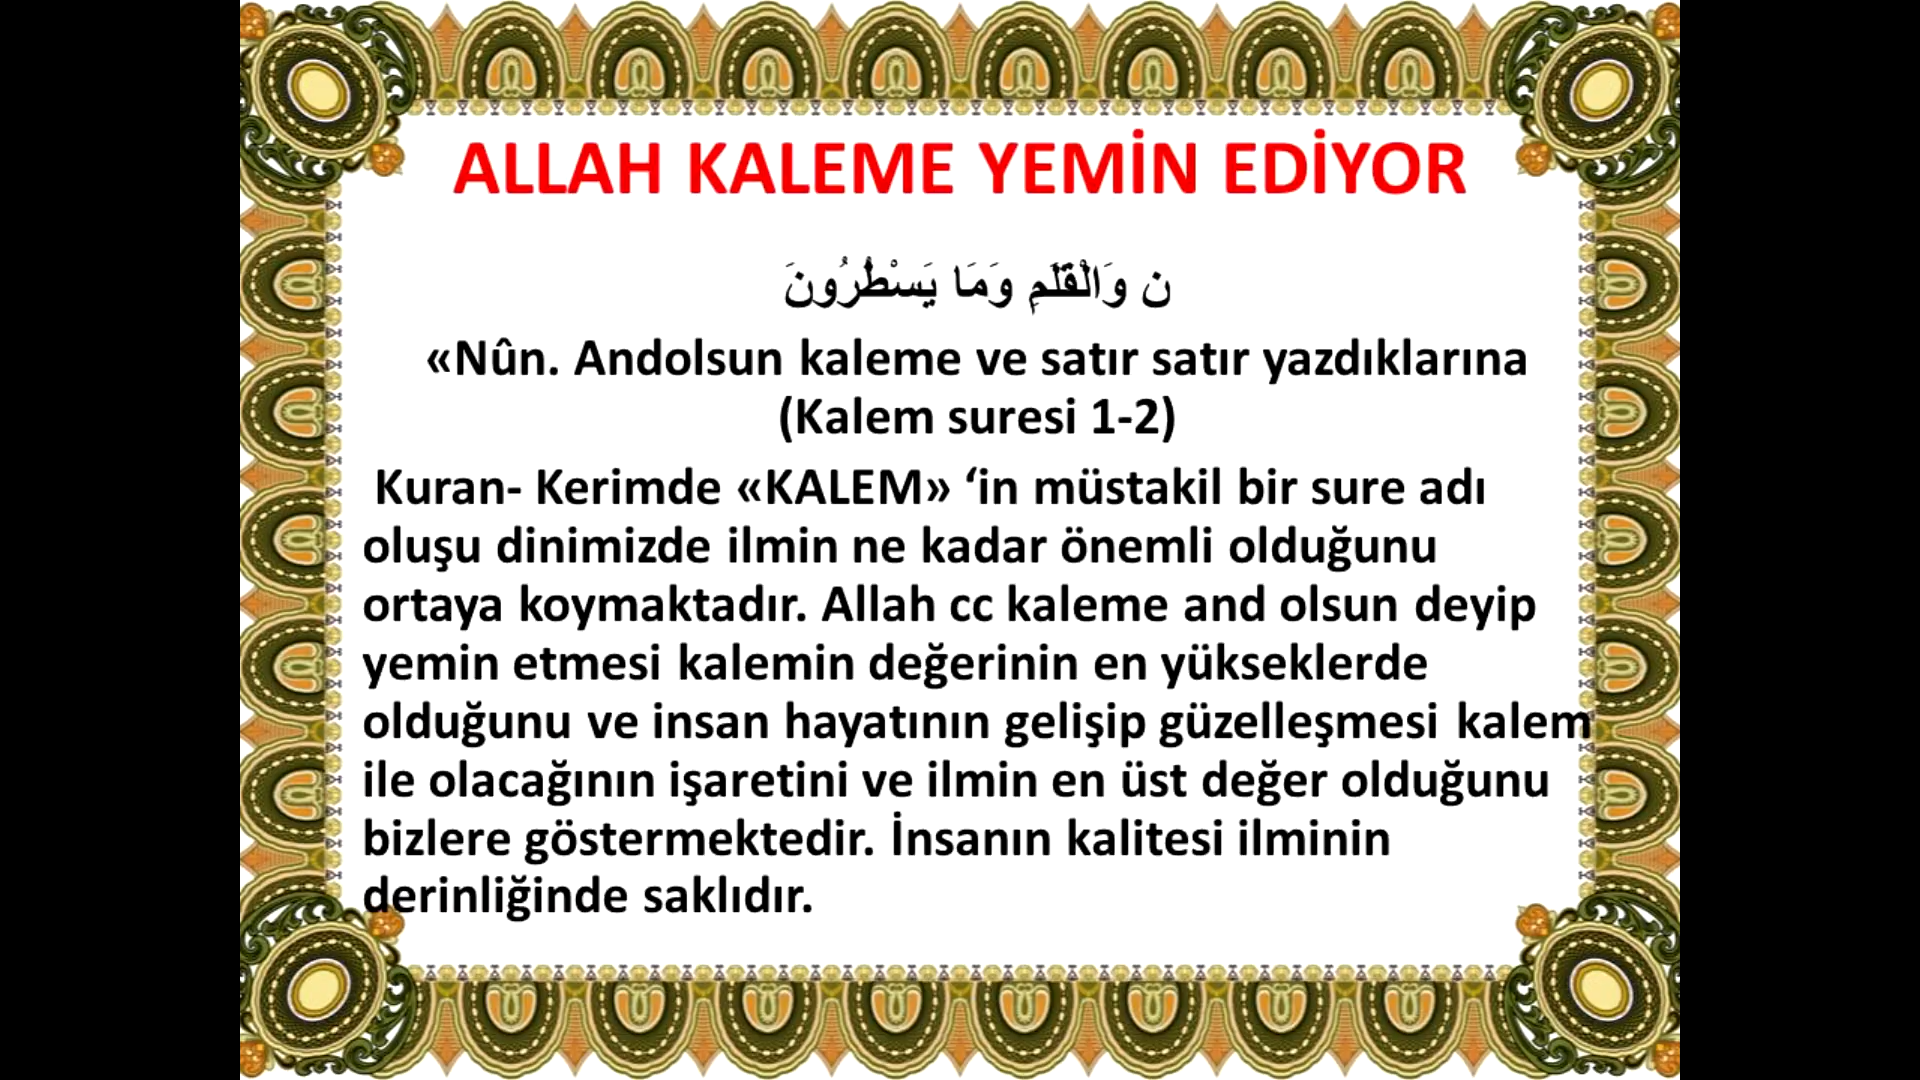 ALLAH KALEME YEMİN EDİYOR
ن وَالْقَلَمِ وَمَا يَسْطُرُونَ
«Nûn. Andolsun kaleme ve satır satır yazdıklarına
(Kalem suresi 1-2)
Kuran- Kerimde «KALEM» ‘in müstakil bir sure adı
oluşu dinimizde ilmin ne kadar önemli olduğunu
ortaya koymaktadır. Allah cc kaleme and olsun deyip
yemin etmesi kalemin değerinin en yükseklerde
olduğunu ve insan hayatının gelişip güzelleşmesi kalem
ile olacağının işaretini ve ilmin en üst değer olduğunu
bizlere göstermektedir. İnsanın kalitesi ilminin
derinliğinde saklıdır.